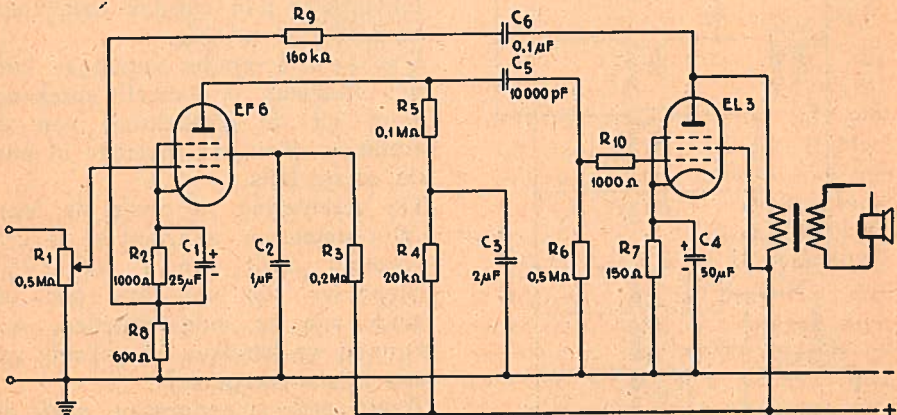 R9
160 kΩ
C6
0,1 µF
C5
10 000 pF
EF 6
EL 3
R5
0,1 MΩ
R10
1000 Ω
R1
0,5 MΩ
R2
1000 Ω
C1
+
-
25 µF
C2
1 µF
R3
0,2 MΩ
R4
20 kΩ
C3
2 µF
R6
0,5 MΩ
R7
150 Ω
+
-
C4
50 µF
R8
600 Ω
-
+